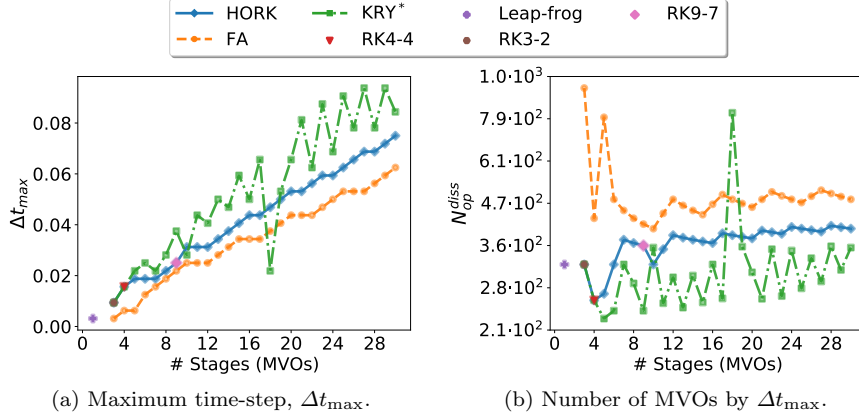 HORK KRY* Leap-frog RK9-7
FA RK4-4 RK3-2
Δt_max
0.08
0.06
0.04
0.02
0.00
0 4 8 12 16 20 24 28
# Stages (MVOs)
(a) Maximum time-step, Δt_max.
N_op^diss
1.0·10^3
7.9·10^2
6.1·10^2
4.7·10^2
3.6·10^2
2.8·10^2
2.1·10^2
0 4 8 12 16 20 24 28
# Stages (MVOs)
(b) Number of MVOs by Δt_max.